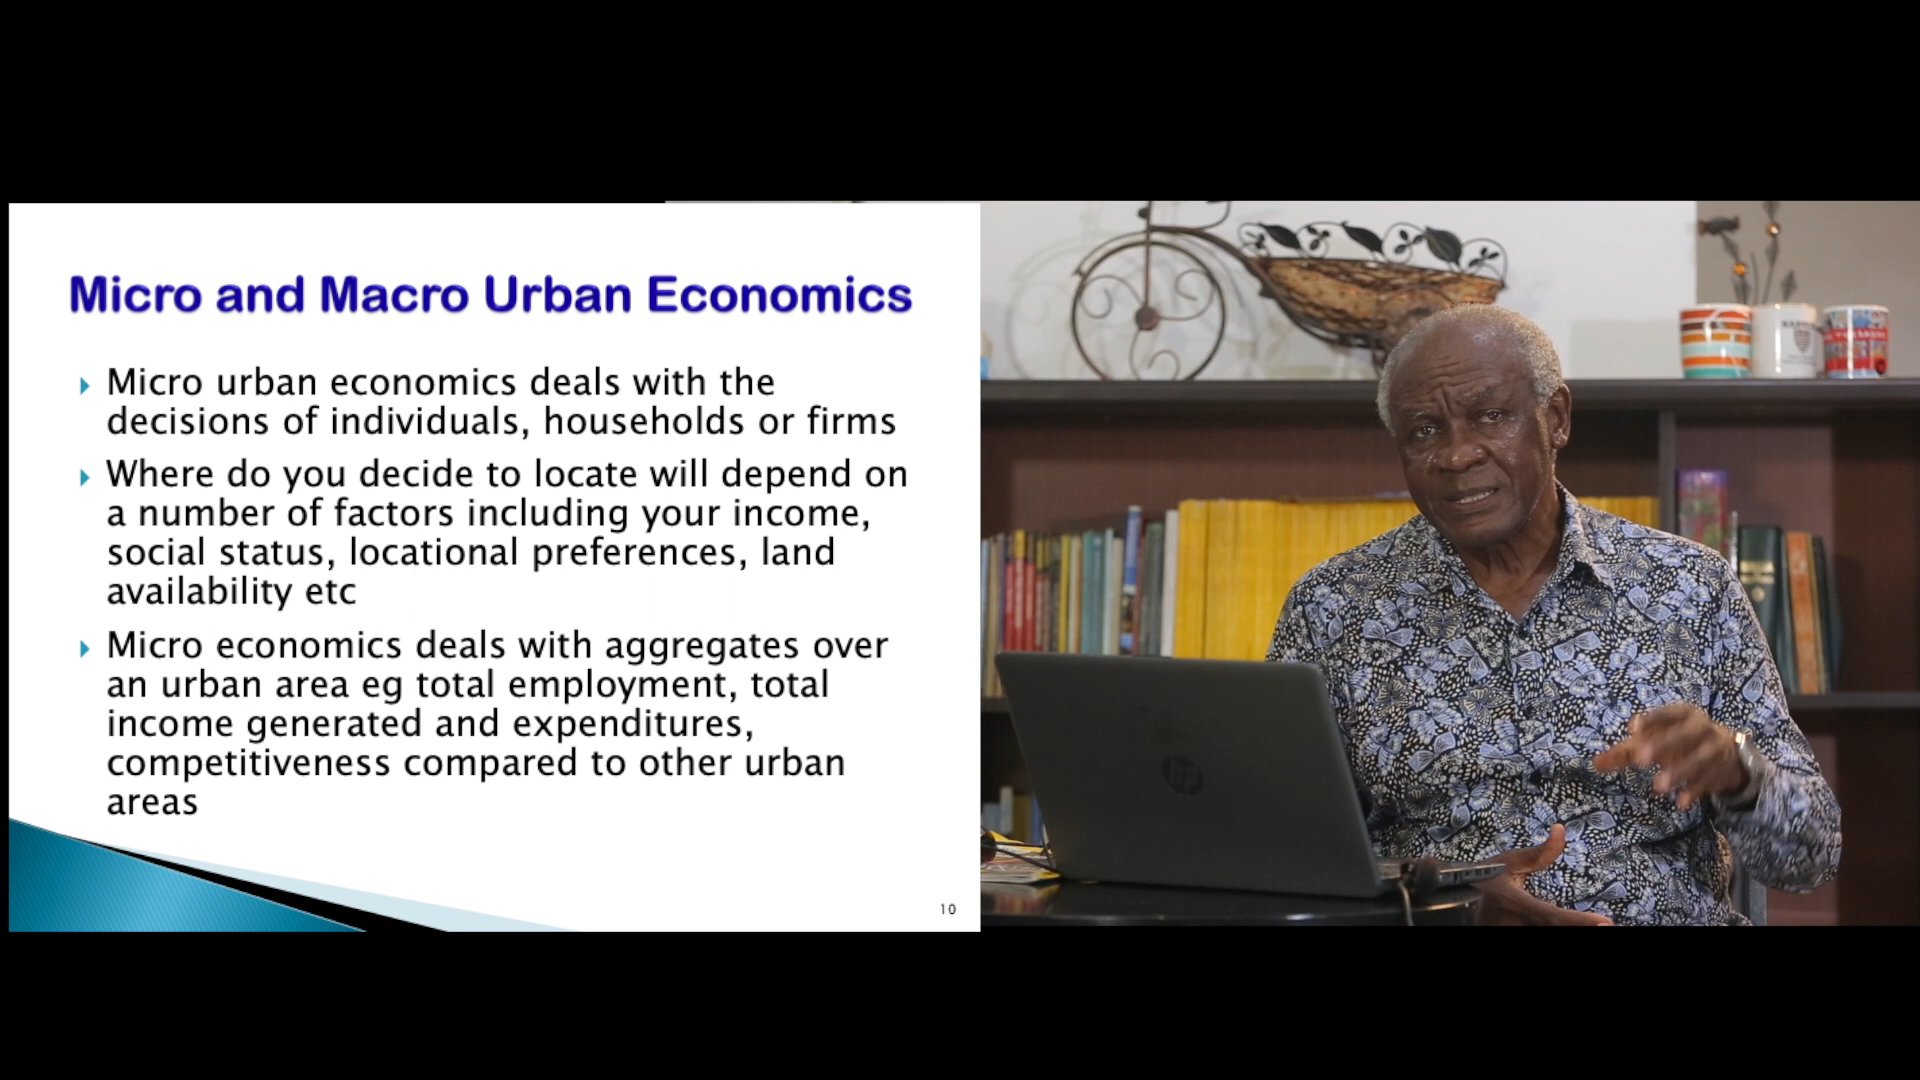 Micro and Macro Urban Economics
Micro urban economics deals with the
decisions of individuals, households or firms
Where do you decide to locate will depend on
a number of factors including your income,
social status, locational preferences, land
availability etc
Micro economics deals with aggregates over
an urban area eg total employment, total
income generated and expenditures,
competitiveness compared to other urban
areas
10
hp